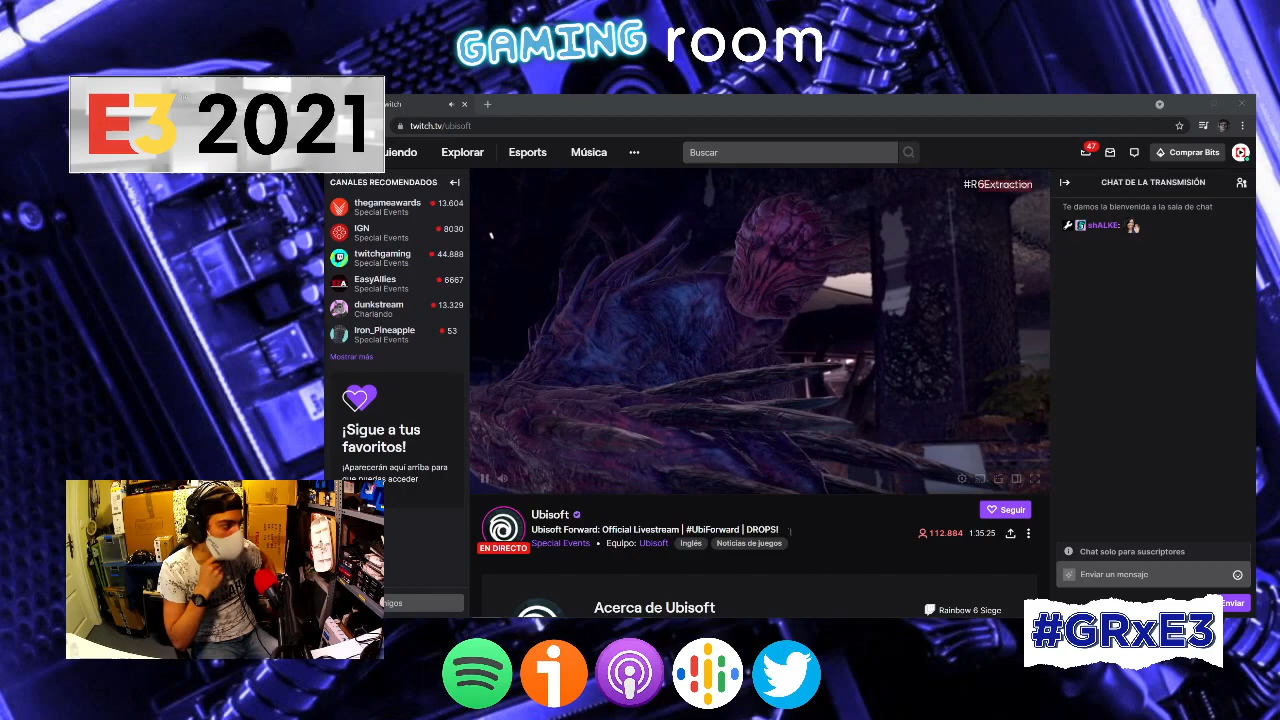 GAMING room
E3 2021
witch
twitch.tv/ubisoft
uiendo Explorar Esports Música ••• Buscar 47 Comprar Bits
CANALES RECOMENDADOS
thegameawards 13.604
Special Events
IGN 8030
Special Events
twitchgaming 44.888
Special Events
EasyAllies 6667
Special Events
dunkstream 13.329
Charlando
Iron_Pineapple 53
Special Events
Mostrar más
¡Sigue a tus
favoritos!
¡Aparecerán aquí arriba para
que puedas acceder
migos
#R6Extraction
Ubisoft
Ubisoft Forward: Official Livestream | #UbiForward | DROPS!
Special Events • Equipo: Ubisoft Inglés Noticias de juegos
EN DIRECTO
Seguir
112.884 1:35:25
Acerca de Ubisoft
Rainbow 6 Siege
CHAT DE LA TRANSMISIÓN
Te damos la bienvenida a la sala de chat
shALKE:
Chat solo para suscriptores
Enviar un mensaje
Enviar
#GRxE3